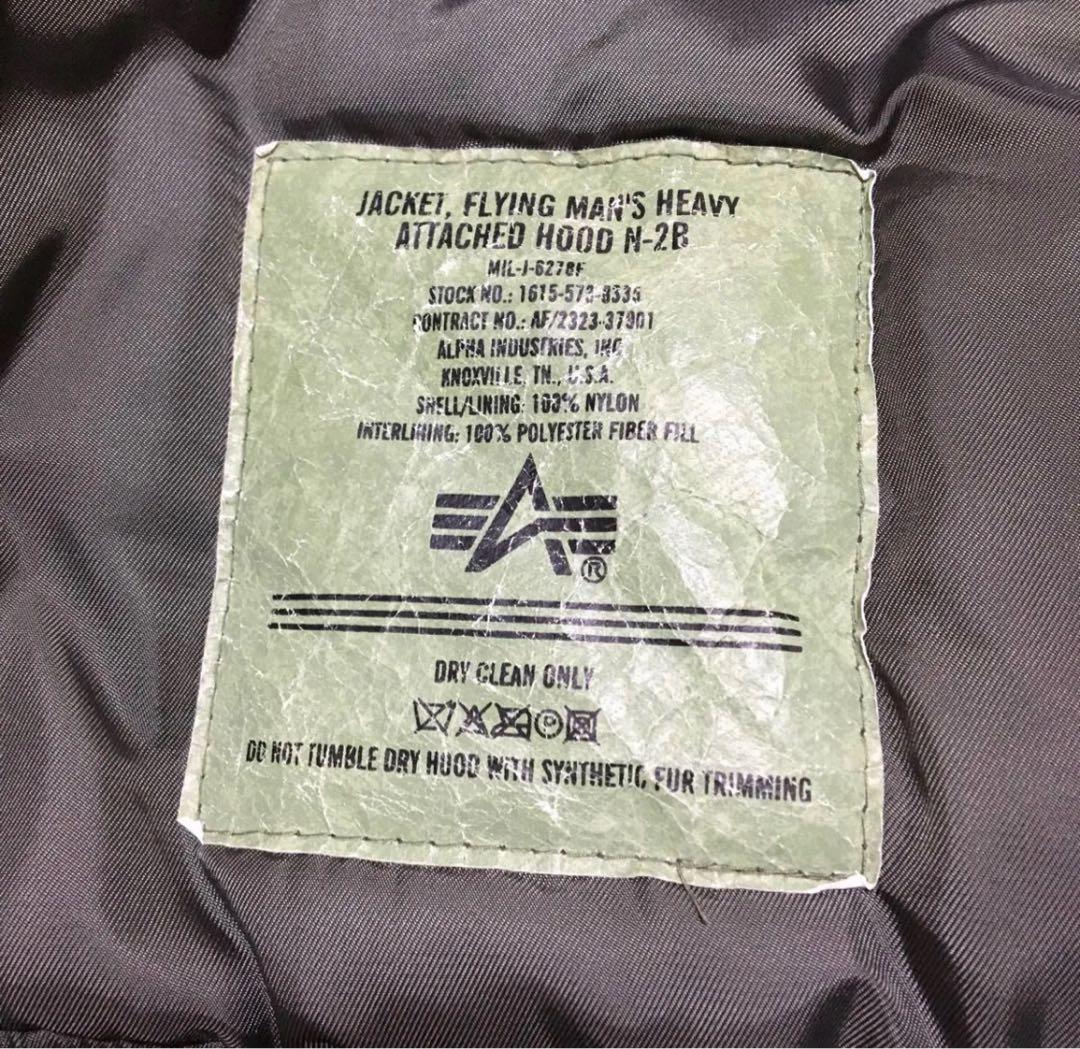 JACKET, FLYING MAN'S HEAVY
ATTACHED HOOD N-2B
MIL-J-6278F
STOCK NO.: 1615-573-8335
CONTRACT NO.: AF/2323-37901
ALPHA INDUSTRIES, INC
KNOXVILLE, TN., U.S.A.
SHELL/LINING: 100% NYLON
INTERLINING: 100% POLYESTER FIBER FILL
®
DRY CLEAN ONLY
P
DO NOT TUMBLE DRY HOOD WITH SYNTHETIC FUR TRIMMING